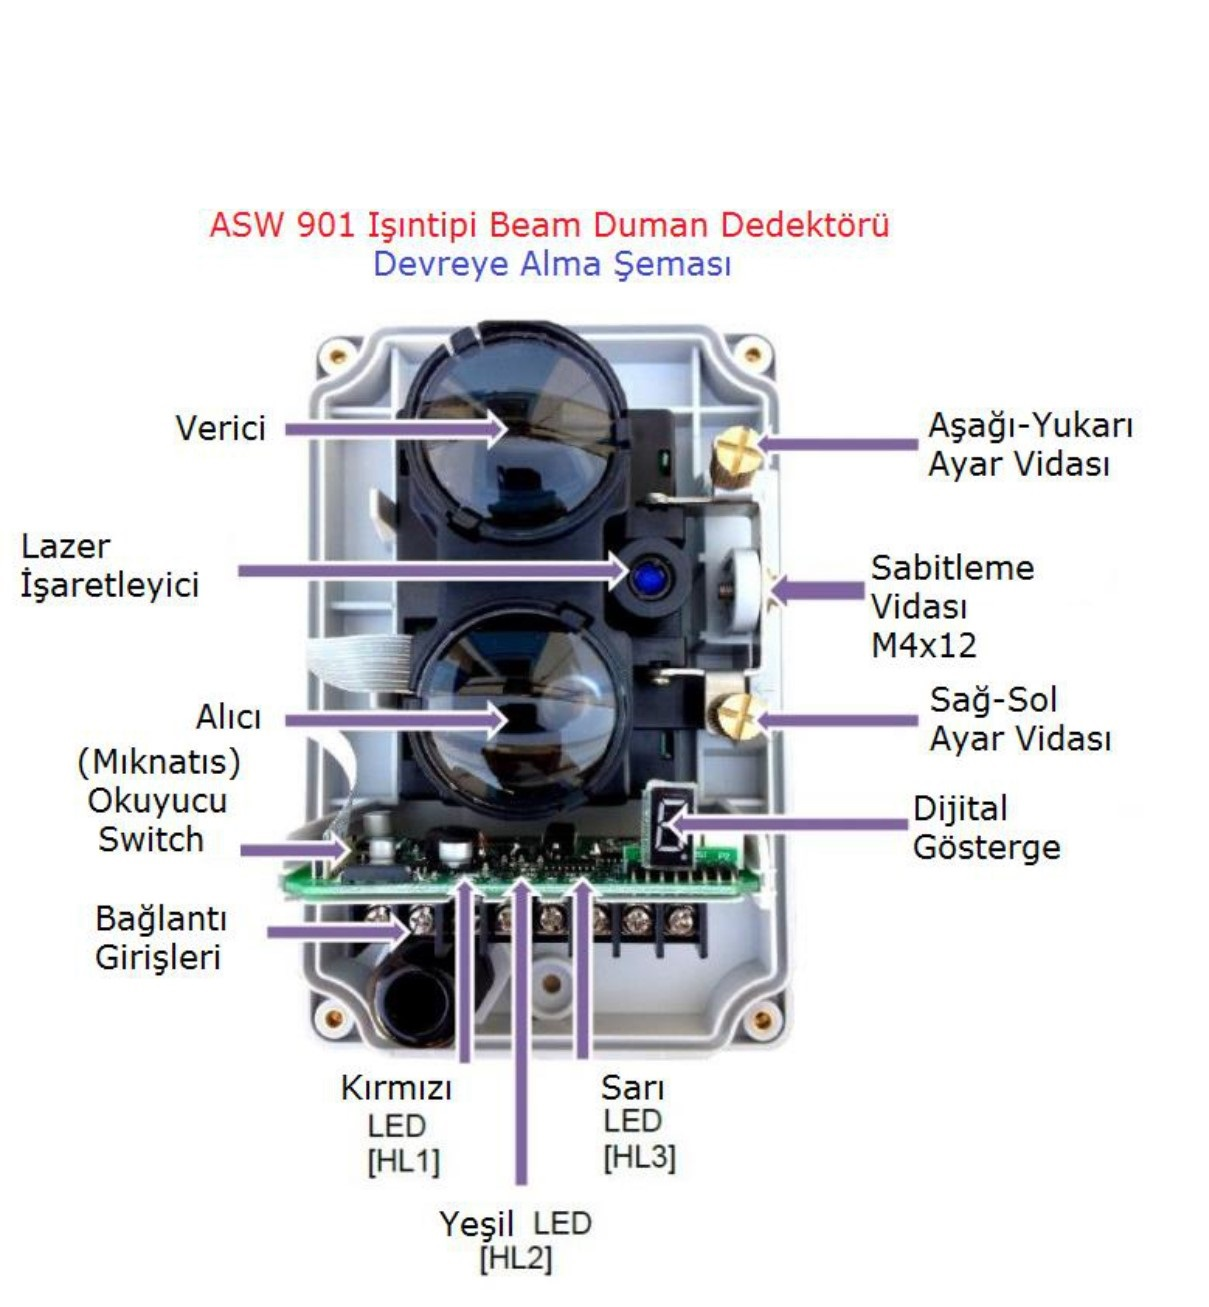 ASW 901 Işıntipi Beam Duman Dedektörü
Devreye Alma Şeması
Verici
Aşağı-Yukarı
Ayar Vidası
Lazer
İşaretleyici
Sabitleme
Vidası
M4x12
Alıcı
Sağ-Sol
Ayar Vidası
(Mıknatıs)
Okuyucu
Switch
Dijital
Gösterge
Bağlantı
Girişleri
Kırmızı
LED
[HL1]
Sarı
LED
[HL3]
Yeşil LED
[HL2]